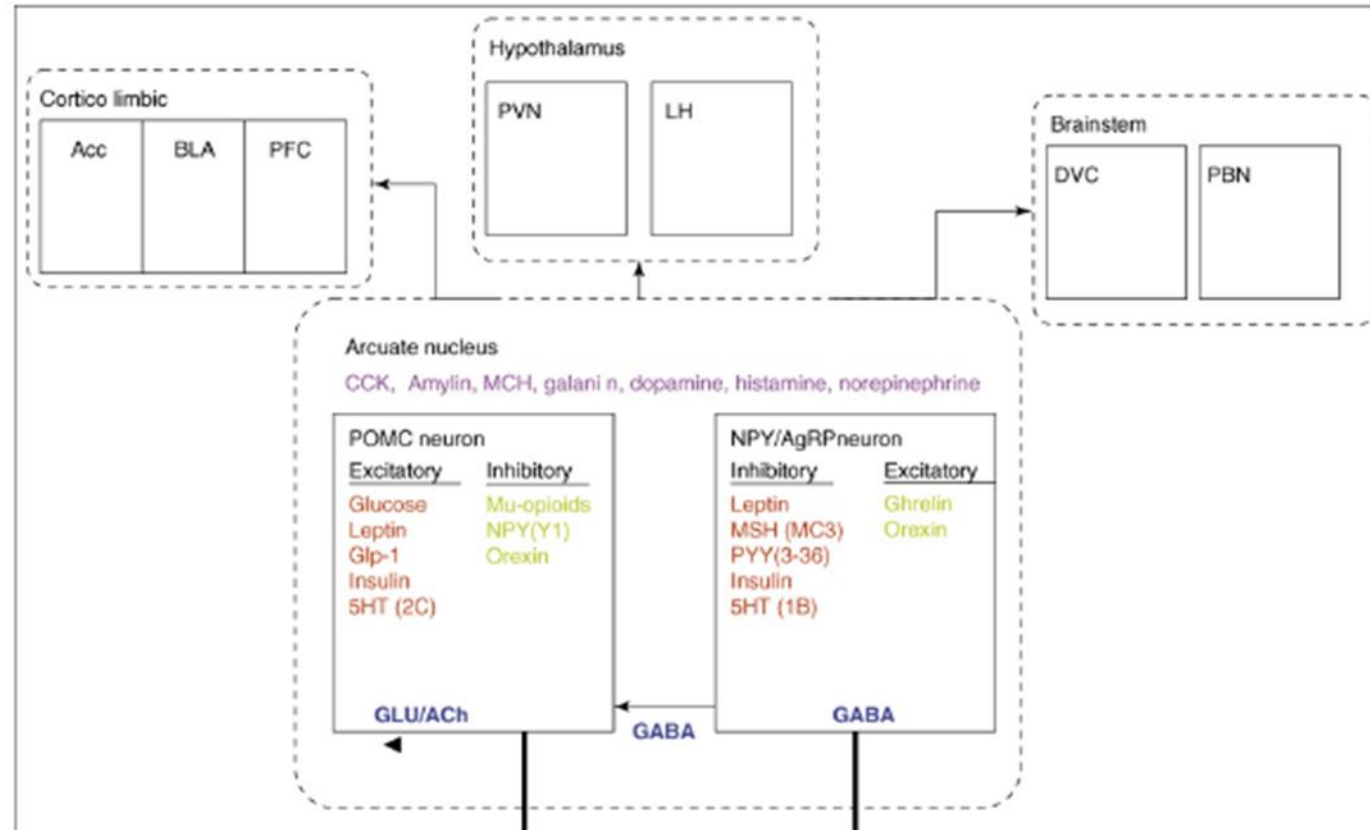 Hypothalamus
PVN
LH
Cortico limbic
Acc
BLA
PFC
Brainstem
DVC
PBN
Arcuate nucleus
CCK, Amylin, MCH, galani n, dopamine, histamine, norepinephrine
POMC neuron
Excitatory
Inhibitory
Glucose
Mu-opioids
Leptin
NPY(Y1)
Glp-1
Orexin
Insulin
5HT (2C)
GLU/ACh
GABA
NPY/AgRPneuron
Inhibitory
Excitatory
Leptin
Ghrelin
MSH (MC3)
Orexin
PYY(3-36)
Insulin
5HT (1B)
GABA